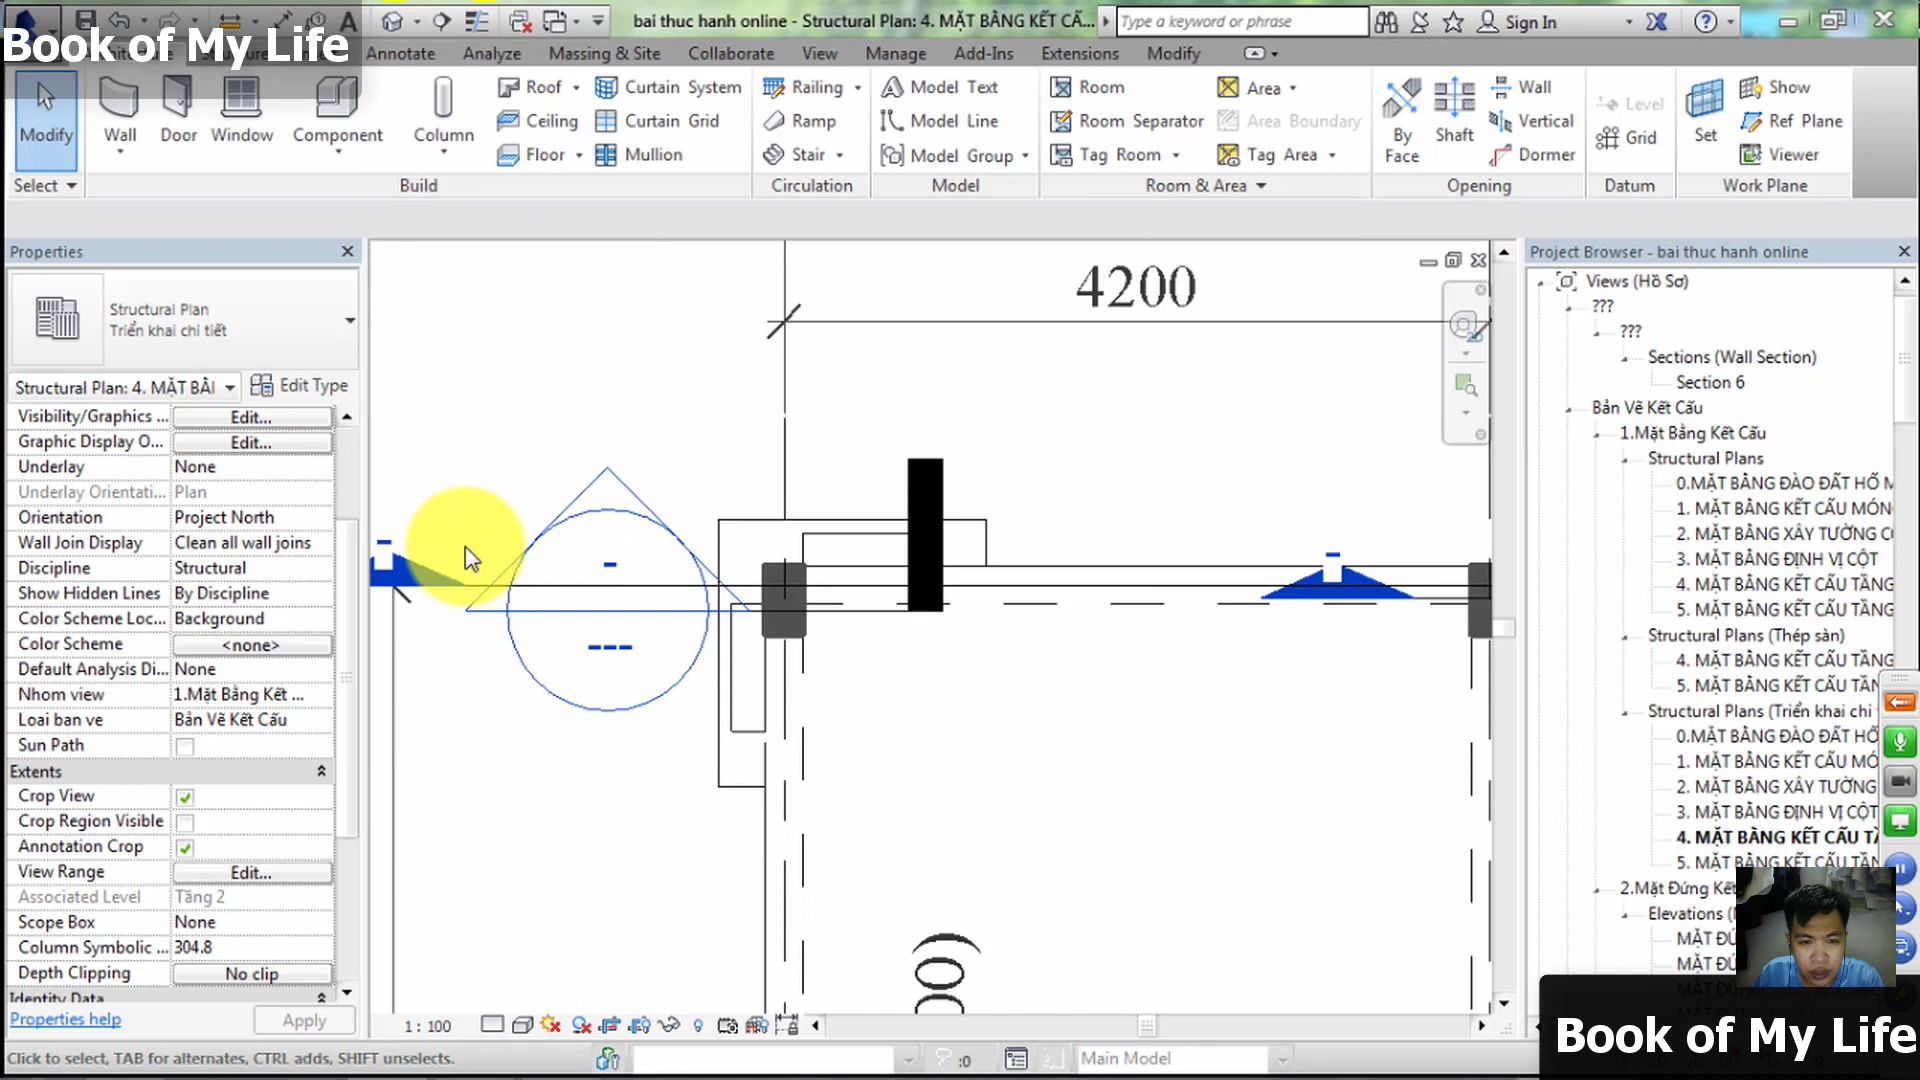 bai thuc hanh online - Structural Plan: 4. MẶT BẰNG KẾT CẤ...
Type a keyword or phrase
Sign In
Book of My Life
Annotate
Analyze
Massing & Site
Collaborate
View
Manage
Add-Ins
Extensions
Modify
Modify
Wall
Door
Window
Component
Column
Roof
Ceiling
Floor
Curtain System
Curtain Grid
Mullion
Railing
Ramp
Stair
Model Text
Model Line
Model Group
Room
Room Separator
Tag Room
Area
Area Boundary
Tag Area
By Face
Shaft
Wall
Vertical
Dormer
Level
Grid
Set
Show
Ref Plane
Viewer
Select
Build
Circulation
Model
Room & Area
Opening
Datum
Work Plane
Properties
Structural Plan
Triển khai chi tiết
Structural Plan: 4. MẶT BẢI
Edit Type
Visibility/Graphics ... Edit...
Graphic Display O... Edit...
Underlay None
Underlay Orientati... Plan
Orientation Project North
Wall Join Display Clean all wall joins
Discipline Structural
Show Hidden Lines By Discipline
Color Scheme Loc... Background
Color Scheme <none>
Default Analysis Di... None
Nhom view 1.Mặt Bằng Kết ...
Loai ban ve Bản Vẽ Kết Cấu
Sun Path
Extents
Crop View
Crop Region Visible
Annotation Crop
View Range Edit...
Associated Level Tầng 2
Scope Box None
Column Symbolic ... 304.8
Depth Clipping No clip
Identity Data
Properties help
Apply
4200
00)
1 : 100
Project Browser - bai thuc hanh online
Views (Hồ Sơ)
???
???
Sections (Wall Section)
Section 6
Bản Vẽ Kết Cấu
1.Mặt Bằng Kết Cấu
Structural Plans
0.MẶT BẰNG ĐÀO ĐẤT HỐ M
1. MẶT BẰNG KẾT CẤU MÓNG
2. MẶT BẰNG XÂY TƯỜNG CỔ
3. MẶT BẰNG ĐỊNH VỊ CỘT
4. MẶT BẰNG KẾT CẤU TẦNG
5. MẶT BẰNG KẾT CẤU TẦNG
Structural Plans (Thép sàn)
4. MẶT BẰNG KẾT CẤU TẦNG
5. MẶT BẰNG KẾT CẤU TẦN
Structural Plans (Triển khai chi
0.MẶT BẰNG ĐÀO ĐẤT HỐ
1. MẶT BẰNG KẾT CẤU MÓ
2. MẶT BẰNG XÂY TƯỜNG
3. MẶT BẰNG ĐỊNH VỊ CỘT
4. MẶT BẰNG KẾT CẤU TẦ
5. MẶT BẰNG KẾT CẤU TẦN
2.Mặt Đứng Kết
Elevations (
MẶT ĐỨ
MẶT ĐỨ
Click to select, TAB for alternates, CTRL adds, SHIFT unselects.
:0
Main Model
Book of My Life